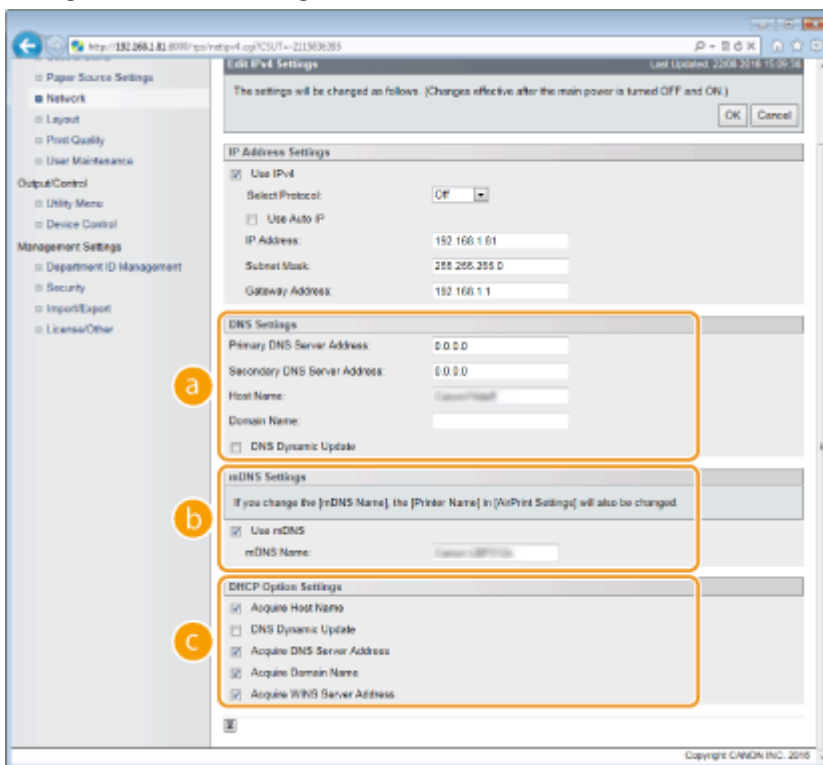 http://192.168.1.81:8000/rps/netipv4.cgi?CSUT=-2115836395
Edit IPv4 Settings
Last Updated: 22/08 2016 15:09:38
Paper Source Settings
Network
Layout
Print Quality
User Maintenance
Output/Control
Utility Menu
Device Control
Management Settings
Department ID Management
Security
Import/Export
License/Other
The settings will be changed as follows. (Changes effective after the main power is turned OFF and ON.)
OK Cancel
IP Address Settings
Use IPv4
Select Protocol: Off
Use Auto IP
IP Address: 192.168.1.81
Subnet Mask: 255.255.255.0
Gateway Address: 192.168.1.1
a
DNS Settings
Primary DNS Server Address: 0.0.0.0
Secondary DNS Server Address: 0.0.0.0
Host Name:
Domain Name:
DNS Dynamic Update
b
mDNS Settings
If you change the [mDNS Name], the [Printer Name] in [AirPrint Settings] will also be changed.
Use mDNS
mDNS Name:
c
DHCP Option Settings
Acquire Host Name
DNS Dynamic Update
Acquire DNS Server Address
Acquire Domain Name
Acquire WINS Server Address
Copyright CANON INC. 2016